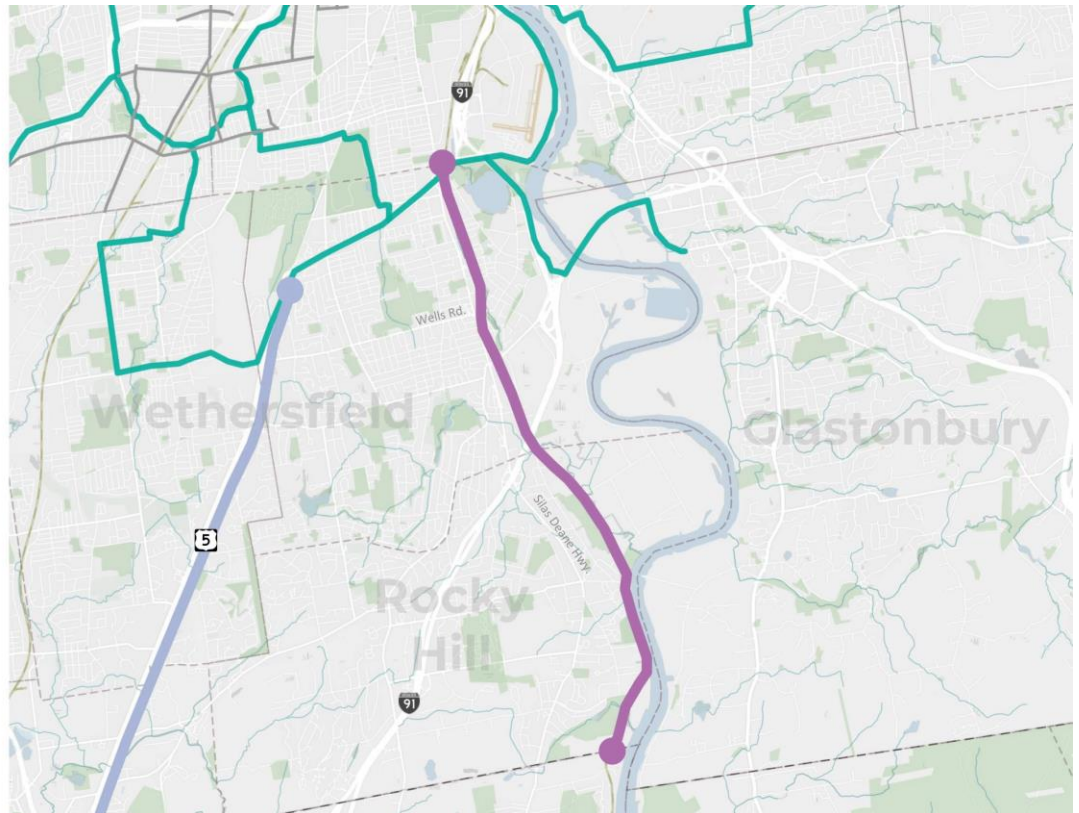 91
Wells Rd.
Wethersfield
Glastonbury
Silas Deane Hwy.
5
Rocky
Hill
91